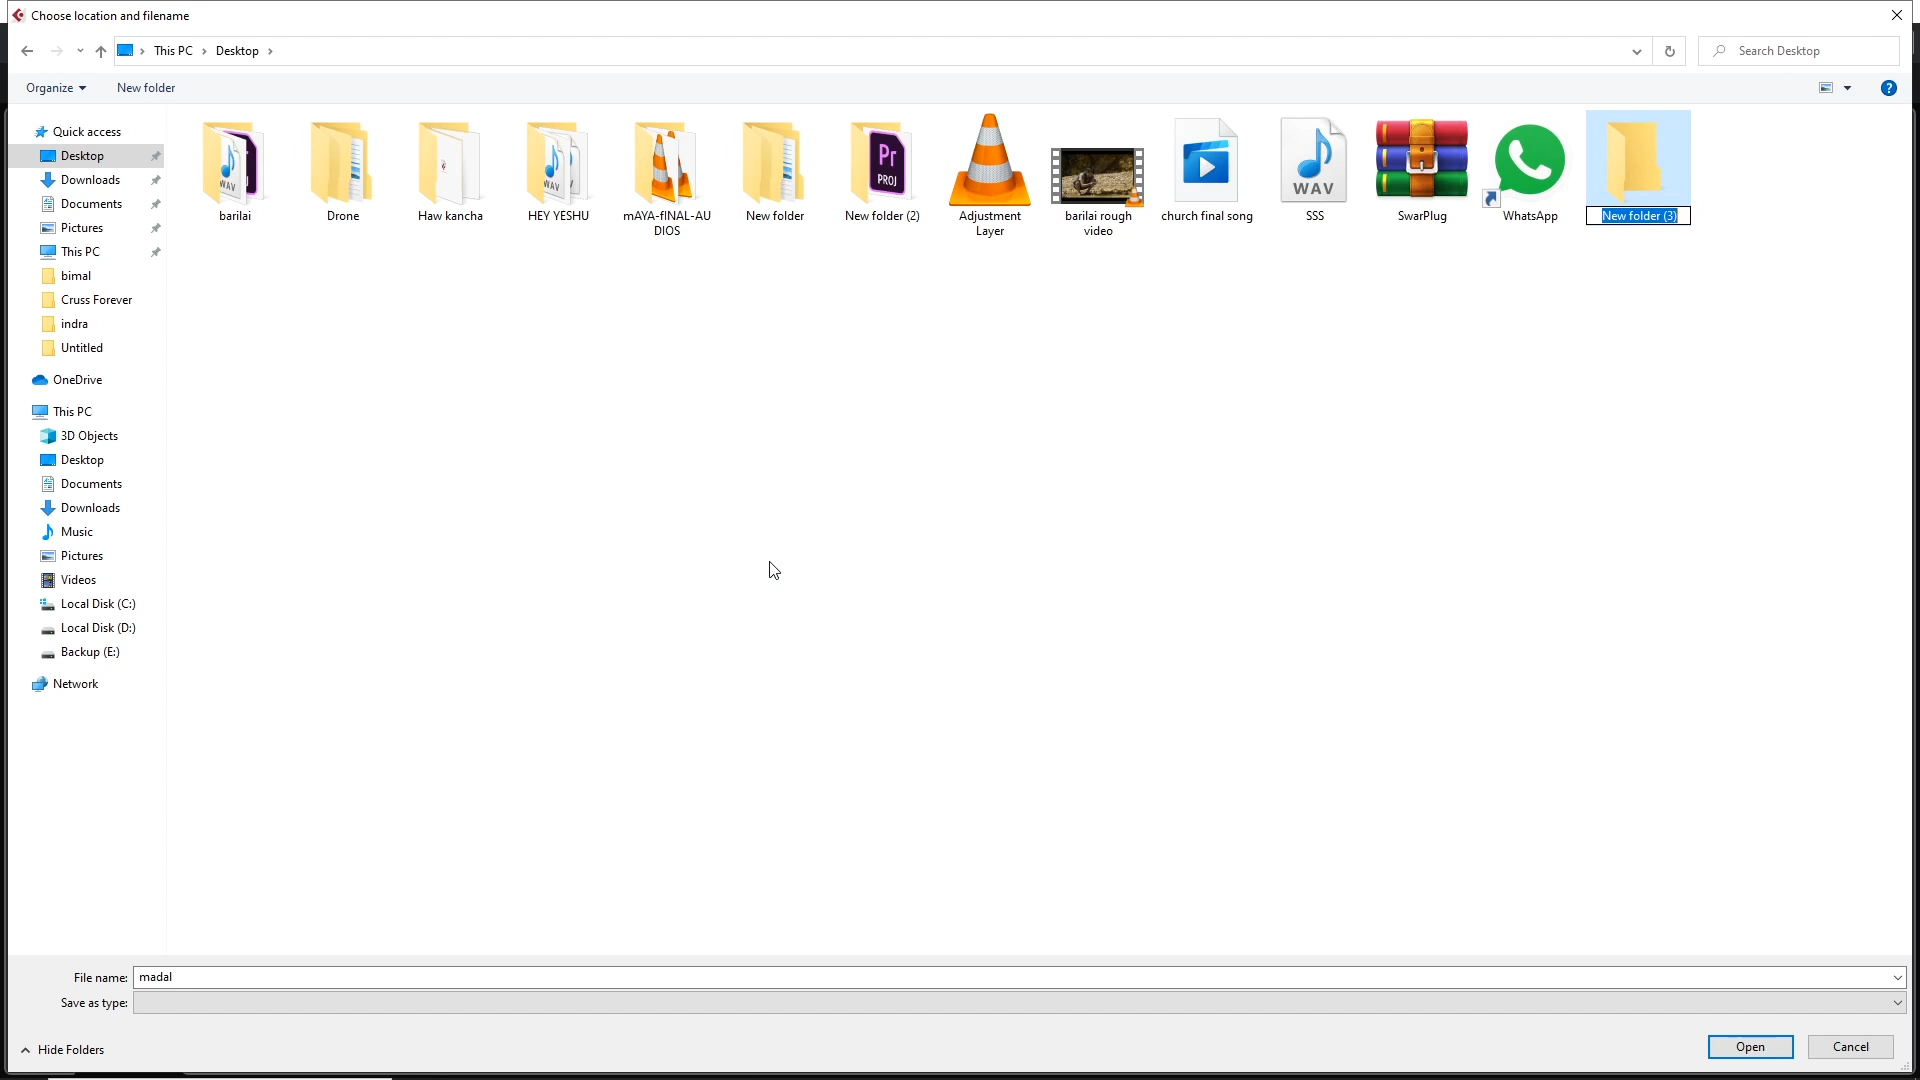 Choose location and filename
This PC
Desktop
Search Desktop
Organize
New folder
Quick access
Desktop
Downloads
Documents
Pictures
This PC
bimal
Cruss Forever
indra
Untitled
OneDrive
This PC
3D Objects
Desktop
Documents
Downloads
Music
Pictures
Videos
Local Disk (C:)
Local Disk (D:)
Backup (E:)
Network
WAV
barilai
Drone
Haw kancha
WAV
HEY YESHU
mAYA-fINAL-AU
DIOS
New folder
Pr
PROJ
New folder (2)
Adjustment
Layer
barilai rough
video
church final song
WAV
SSS
SwarPlug
WhatsApp
New folder (3)
File name:
madal
Save as type:
Hide Folders
Open
Cancel